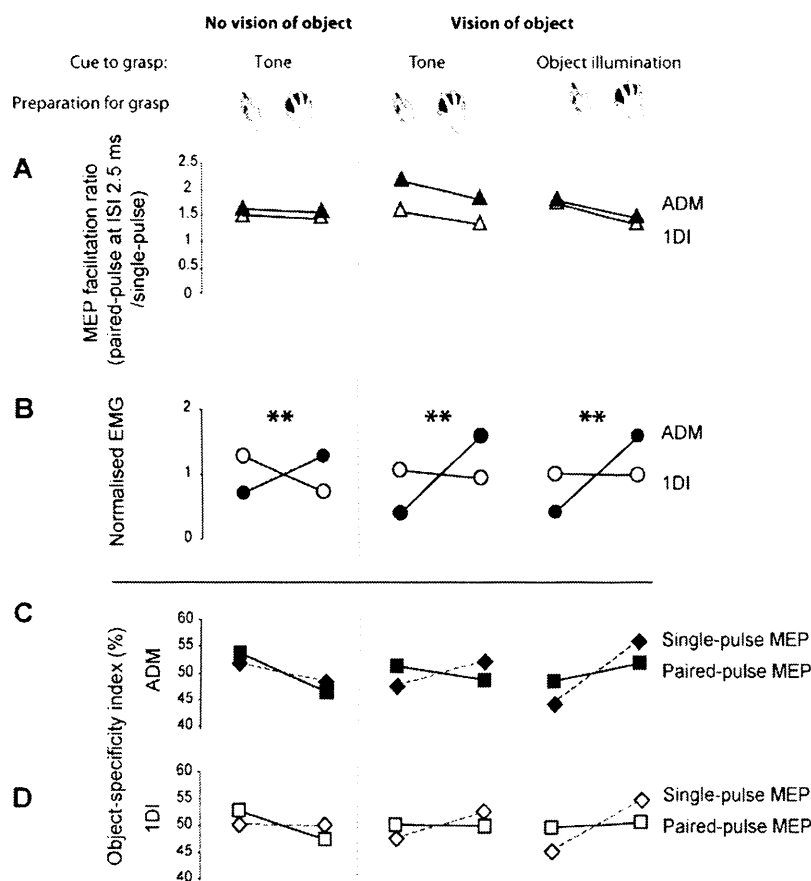 No vision of object Vision of object
Cue to grasp: Tone Tone Object illumination
Preparation for grasp
A
MEP facilitation ratio
(paired-pulse at ISI 2.5 ms
/single-pulse)
2.5
2
1.5
1
0.5
0
ADM
1DI
B
Normalised EMG
2
1
0
** ** **
ADM
1DI
Object-specificity index (%)
C
ADM
60
55
50
45
40
Single-pulse MEP
Paired-pulse MEP
D
1DI
60
55
50
45
40
Single-pulse MEP
Paired-pulse MEP